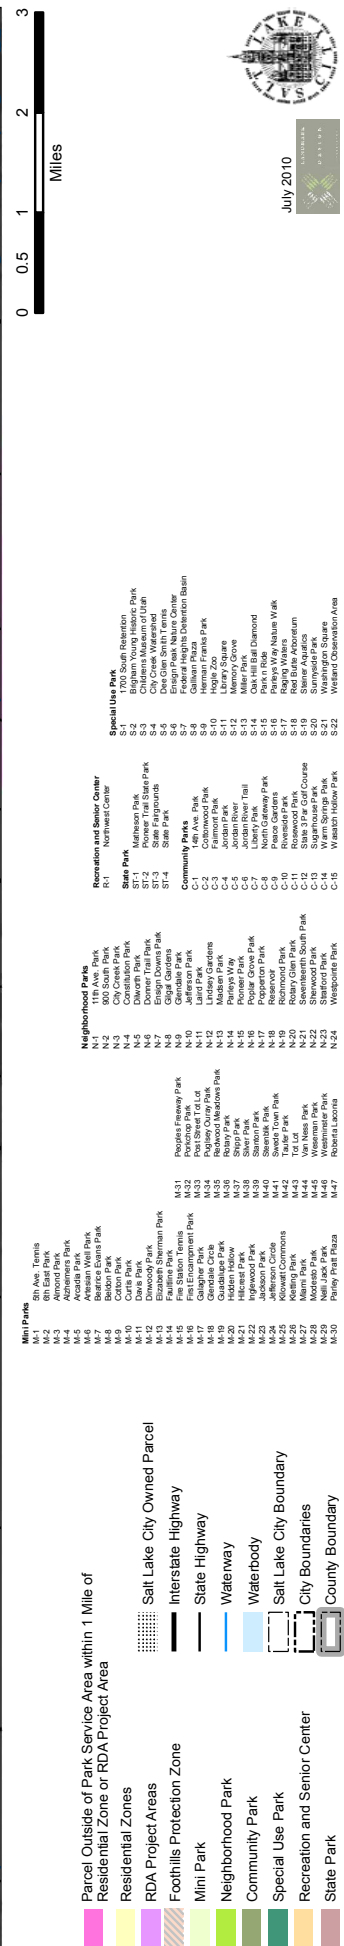 Parcel Outside of Park Service Area within 1 Mile of
Residential Zone or RDA Project Area
Residential Zones
RDA Project Areas
Foothills Protection Zone
Mini Park
Neighborhood Park
Community Park
Special Use Park
Recreation and Senior Center
State Park
Salt Lake City Owned Parcel
Interstate Highway
State Highway
Waterway
Waterbody
Salt Lake City Boundary
City Boundaries
County Boundary
Mini Parks
M-1 5th Ave. Tennis
M-2 6th East Park
M-3 Almond Park
M-4 Alzheimers Park
M-5 Arcadia Park
M-6 Artesian Well Park
M-7 Beatrice Evans Park
M-8 Beldon Park
M-9 Cotton Park
M-10 Curtis Park
M-11 Davis Park
M-12 Dinwoody Park
M-13 Elizabeth Sherman Park
M-14 Faultline Park
M-15 Fire Station Tennis
M-16 First Encampment Park
M-17 Galagher Park
M-18 Glendale Circle
M-19 Guadalupe Park
M-20 Hidden Hollow
M-21 Hillcrest Park
M-22 Inglewood Park
M-23 Jackson Park
M-24 Jefferson Circle
M-25 Kilowatt Commons
M-26 Kletting Park
M-27 Miami Park
M-28 Modesto Park
M-29 Nelli Jack Park
M-30 Parley Pratt Plaza
M-31 Peoples Freeway Park
M-32 Porkchop Park
M-33 Post Street Tot Lot
M-34 Pugsley Ouray Park
M-35 Redwood Meadows Park
M-36 Rotary Park
M-37 Shipp Park
M-38 Silver Park
M-39 Stanton Park
M-40 Steenblik Park
M-41 Swede Town Park
M-42 Taufer Park
M-43 Tot Lot
M-44 Van Ness Park
M-45 Weseman Park
M-46 Westminster Park
M-47 Roberta Laconia
Neighborhood Parks
N-1 11th Ave. Park
N-2 900 South Park
N-3 City Creek Park
N-4 Constitution Park
N-5 Dilworth Park
N-6 Donner Trail Park
N-7 Ensign Downs Park
N-8 Gilgal Gardens
N-9 Glendale Park
N-10 Jefferson Park
N-11 Laird Park
N-12 Lindsey Gardens
N-13 Madsen Park
N-14 Parleys Way
N-15 Pioneer Park
N-16 Poplar Grove Park
N-17 Popperton Park
N-18 Reservoir
N-19 Richmond Park
N-20 Rotary Glen Park
N-21 Seventeenth South Park
N-22 Sherwood Park
N-23 Stratford Park
N-24 Westpointe Park
Recreation and Senior Center
R-1 Northwest Center
State Park
ST-1 Matheson Park
ST-2 Pioneer Trail State Park
ST-3 State Fairgrounds
ST-4 State Park
Community Parks
C-1 14th Ave. Park
C-2 Cottonwood Park
C-3 Fairmont Park
C-4 Jordan Park
C-5 Jordan River
C-6 Jordan River Trail
C-7 Liberty Park
C-8 North Gateway Park
C-9 Peace Gardens
C-10 Riverside Park
C-11 Rosewood Park
C-12 State 3 Par Golf Course
C-13 Sugarhouse Park
C-14 Warm Springs Park
C-15 Wasatch Hollow Park
Special Use Park
S-1 1700 South Retention
S-2 Brigham Young Historic Park
S-3 Childrens Museum of Utah
S-4 City Creek Watershed
S-5 Dee Glen Smith Tennis
S-6 Ensign Peak Nature Center
S-7 Federal Heights Detention Basin
S-8 Gallivan Plaza
S-9 Herman Franks Park
S-10 Hogle Zoo
S-11 Library Square
S-12 Memory Grove
S-13 Miller Park
S-14 Oak Hill Ball Diamond
S-15 Park n Ride
S-16 Parleys Way Nature Walk
S-17 Raging Waters
S-18 Red Butte Arboretum
S-19 Steiner Aquatics
S-20 Sunnyside Park
S-21 Washington Square
S-22 Wetland Observation Area
0 0.5 1 2 3
Miles
July 2010
LANDMARK
SALT LAKE CITY